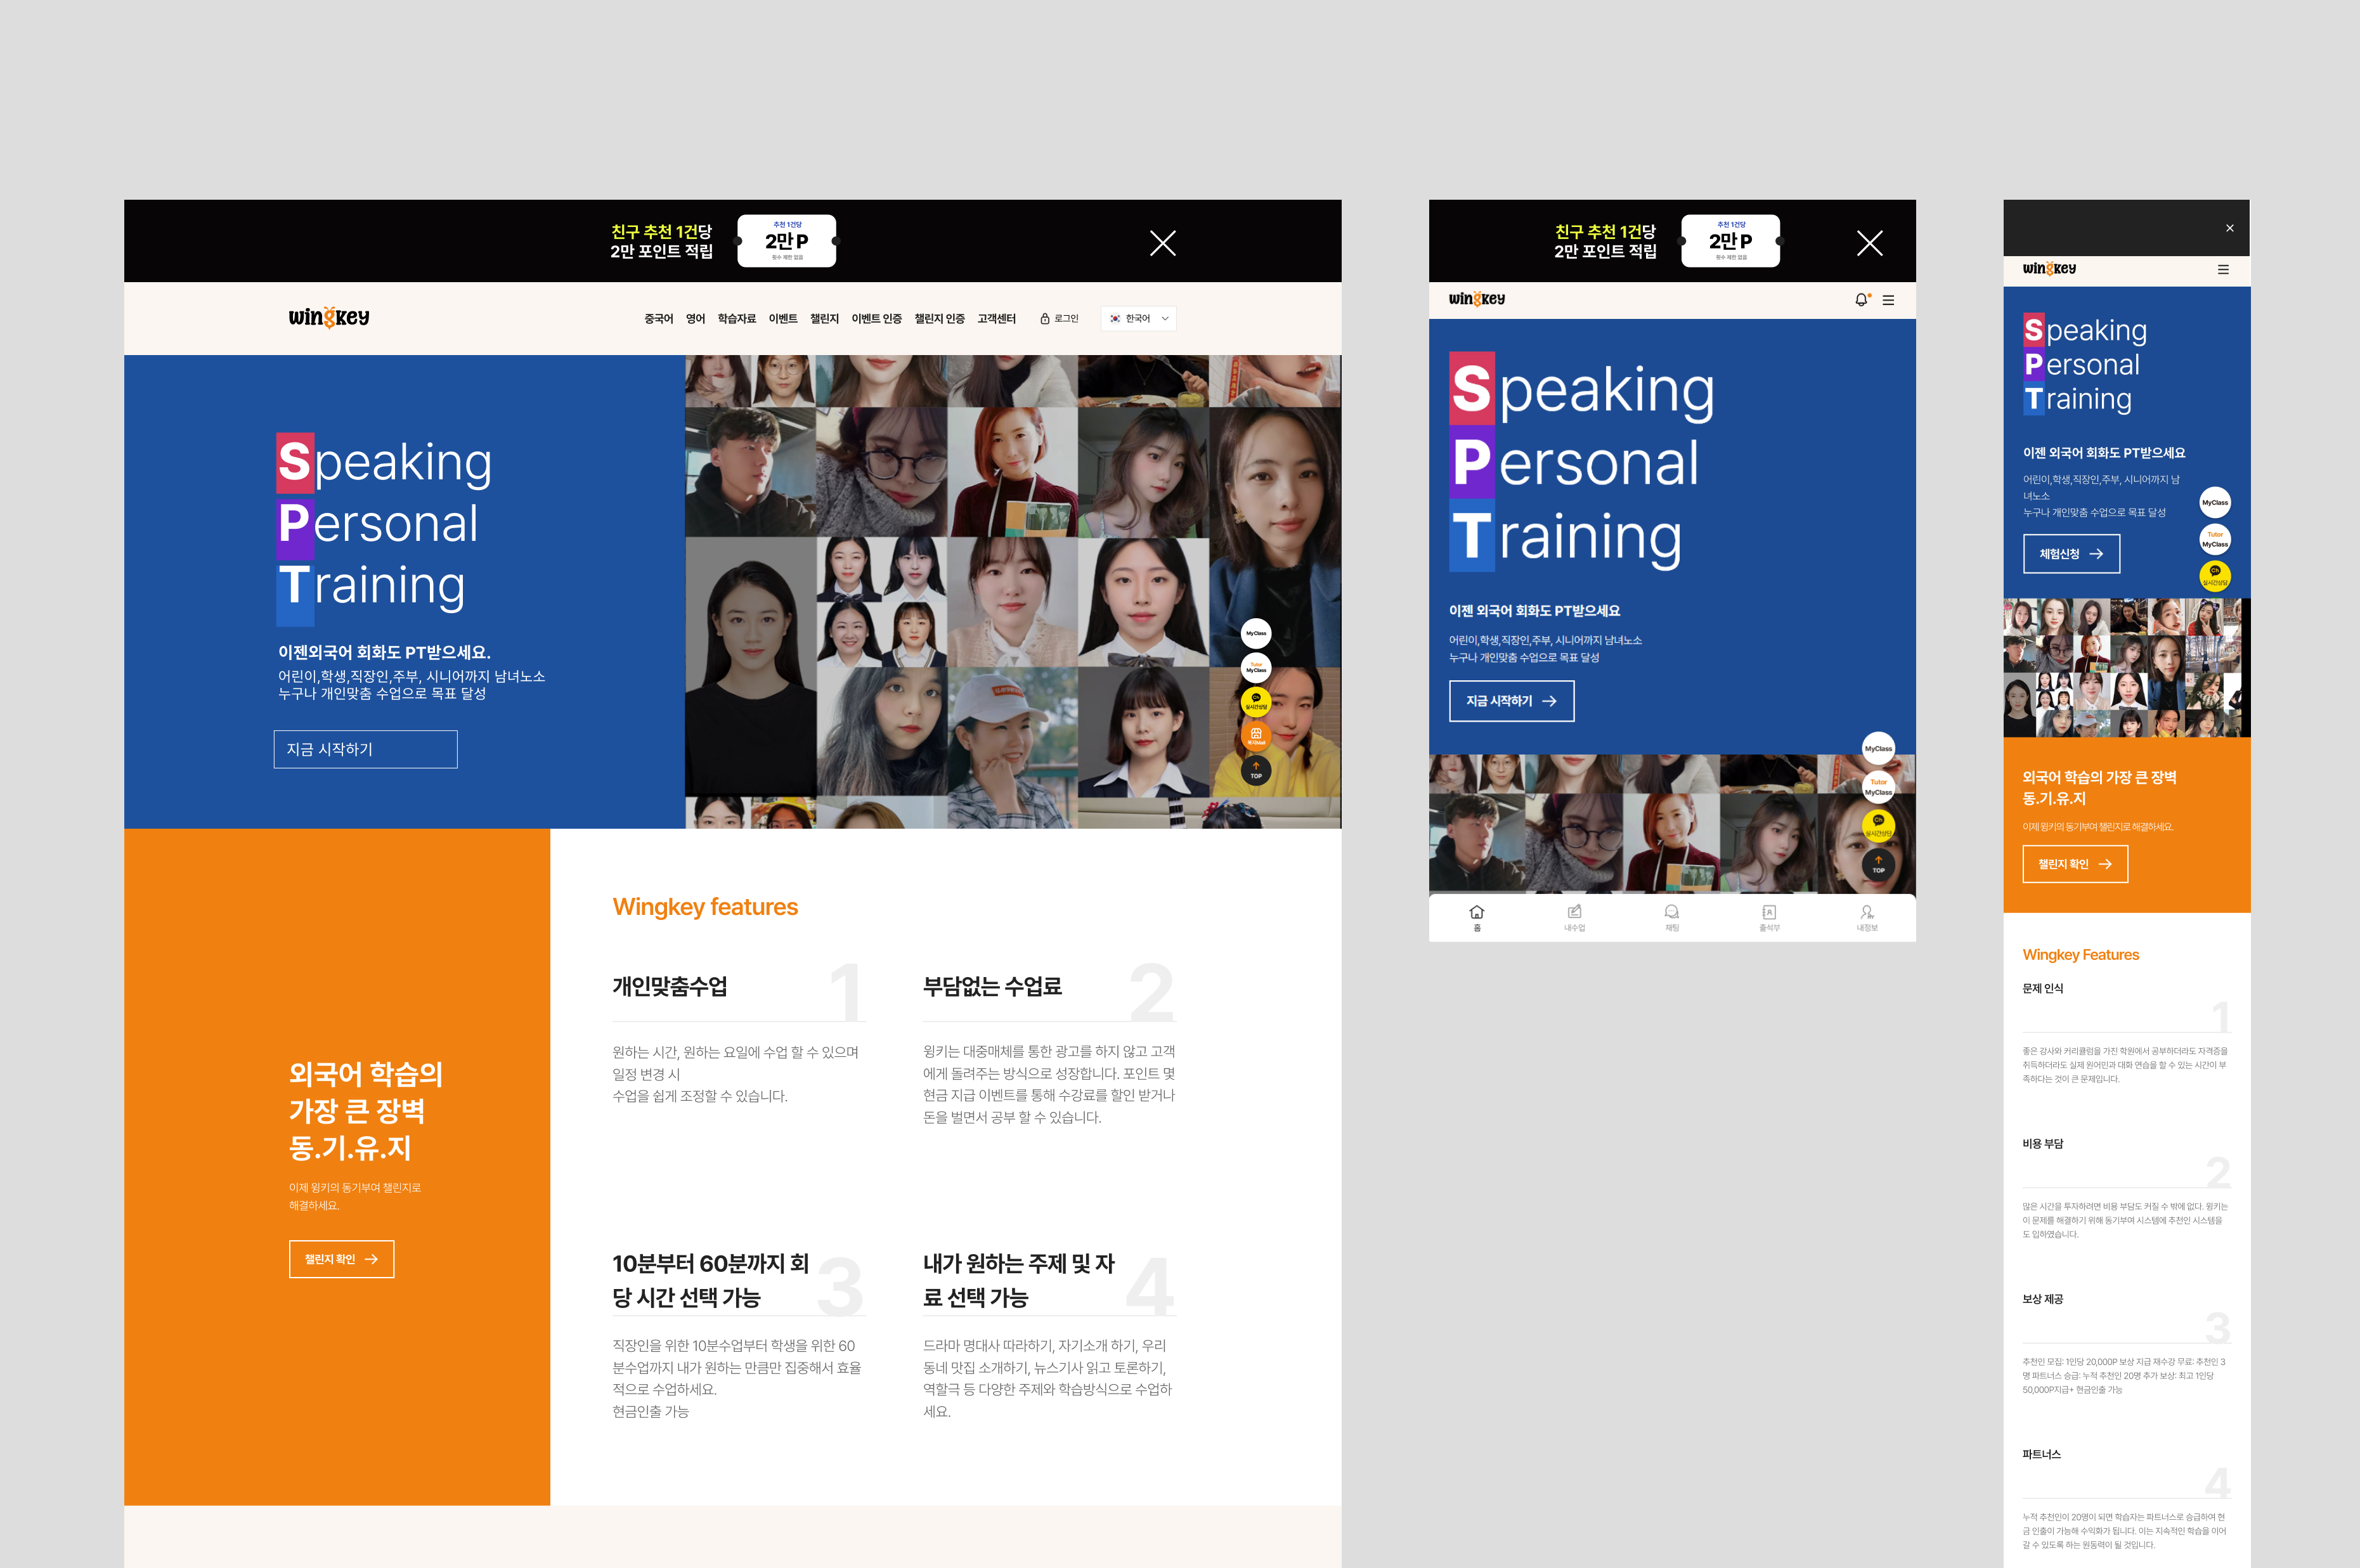 친구 추천 1건당
2만 포인트 적립
추천 1건당
2만 P
횟수 제한 없음
wingkey
중국어 영어 학습자료 이벤트 챌린지 이벤트 인증 챌린지 인증 고객센터 로그인 한국어
Speaking
Personal
Training
이젠외국어 회화도 PT받으세요.
어린이,학생,직장인,주부, 시니어까지 남녀노소
누구나 개인맞춤 수업으로 목표 달성
지금 시작하기
MyClass
Tutor
MyClass
Ch
실시간상담
복지Mall
TOP
외국어 학습의
가장 큰 장벽
동.기.유.지
이제 윙키의 동기부여 챌린지로
해결하세요.
챌린지 확인
Wingkey features
개인맞춤수업
1
원하는 시간, 원하는 요일에 수업 할 수 있으며
일정 변경 시
수업을 쉽게 조정할 수 있습니다.
부담없는 수업료
2
윙키는 대중매체를 통한 광고를 하지 않고 고객
에게 돌려주는 방식으로 성장합니다. 포인트 및
현금 지급 이벤트를 통해 수강료를 할인 받거나
돈을 벌면서 공부 할 수 있습니다.
10분부터 60분까지 회
당 시간 선택 가능
3
직장인을 위한 10분수업부터 학생을 위한 60
분수업까지 내가 원하는 만큼만 집중해서 효율
적으로 수업하세요.
현금인출 가능
내가 원하는 주제 및 자
료 선택 가능
4
드라마 명대사 따라하기, 자기소개 하기, 우리
동네 맛집 소개하기, 뉴스기사 읽고 토론하기,
역할극 등 다양한 주제와 학습방식으로 수업하
세요.
친구 추천 1건당
2만 포인트 적립
추천 1건당
2만 P
횟수 제한 없음
wingkey
Speaking
Personal
Training
이젠 외국어 회화도 PT받으세요
어린이,학생,직장인,주부, 시니어까지 남녀노소
누구나 개인맞춤 수업으로 목표 달성
지금 시작하기
MyClass
Tutor
MyClass
Ch
실시간상담
TOP
홈 내수업 채팅 출석부 내정보
wingkey
Speaking
Personal
Training
이젠 외국어 회화도 PT받으세요
어린이,학생,직장인,주부, 시니어까지 남
녀노소
누구나 개인맞춤 수업으로 목표 달성
체험신청
MyClass
Tutor
MyClass
Ch
실시간상담
외국어 학습의 가장 큰 장벽
동.기.유.지
이제 윙키의 동기부여 챌린지로 해결하세요.
챌린지 확인
Wingkey Features
문제 인식
1
좋은 강사와 커리큘럼을 가진 학원에서 공부하더라도 자격증을
취득하더라도 실제 원어민과 대화 연습을 할 수 있는 시간이 부
족하다는 것이 큰 문제입니다.
비용 부담
2
많은 시간을 투자하려면 비용 부담도 커질 수 밖에 없다. 윙키는
이 문제를 해결하기 위해 동기부여 시스템에 추천인 시스템을
도 입하였습니다.
보상 제공
3
추천인 모집: 1인당 20,000P 보상 지급 재수강 무료: 추천인 3
명 파트너스 승급: 누적 추천인 20명 추가 보상: 최고 1인당
50,000P지급+ 현금인출 가능
파트너스
4
누적 추천인이 20명이 되면 학습자는 파트너스로 승급하여 현
금 인출이 가능해 수익화가 됩니다. 이는 지속적인 학습을 이어
갈 수 있도록 하는 원동력이 될 것입니다.